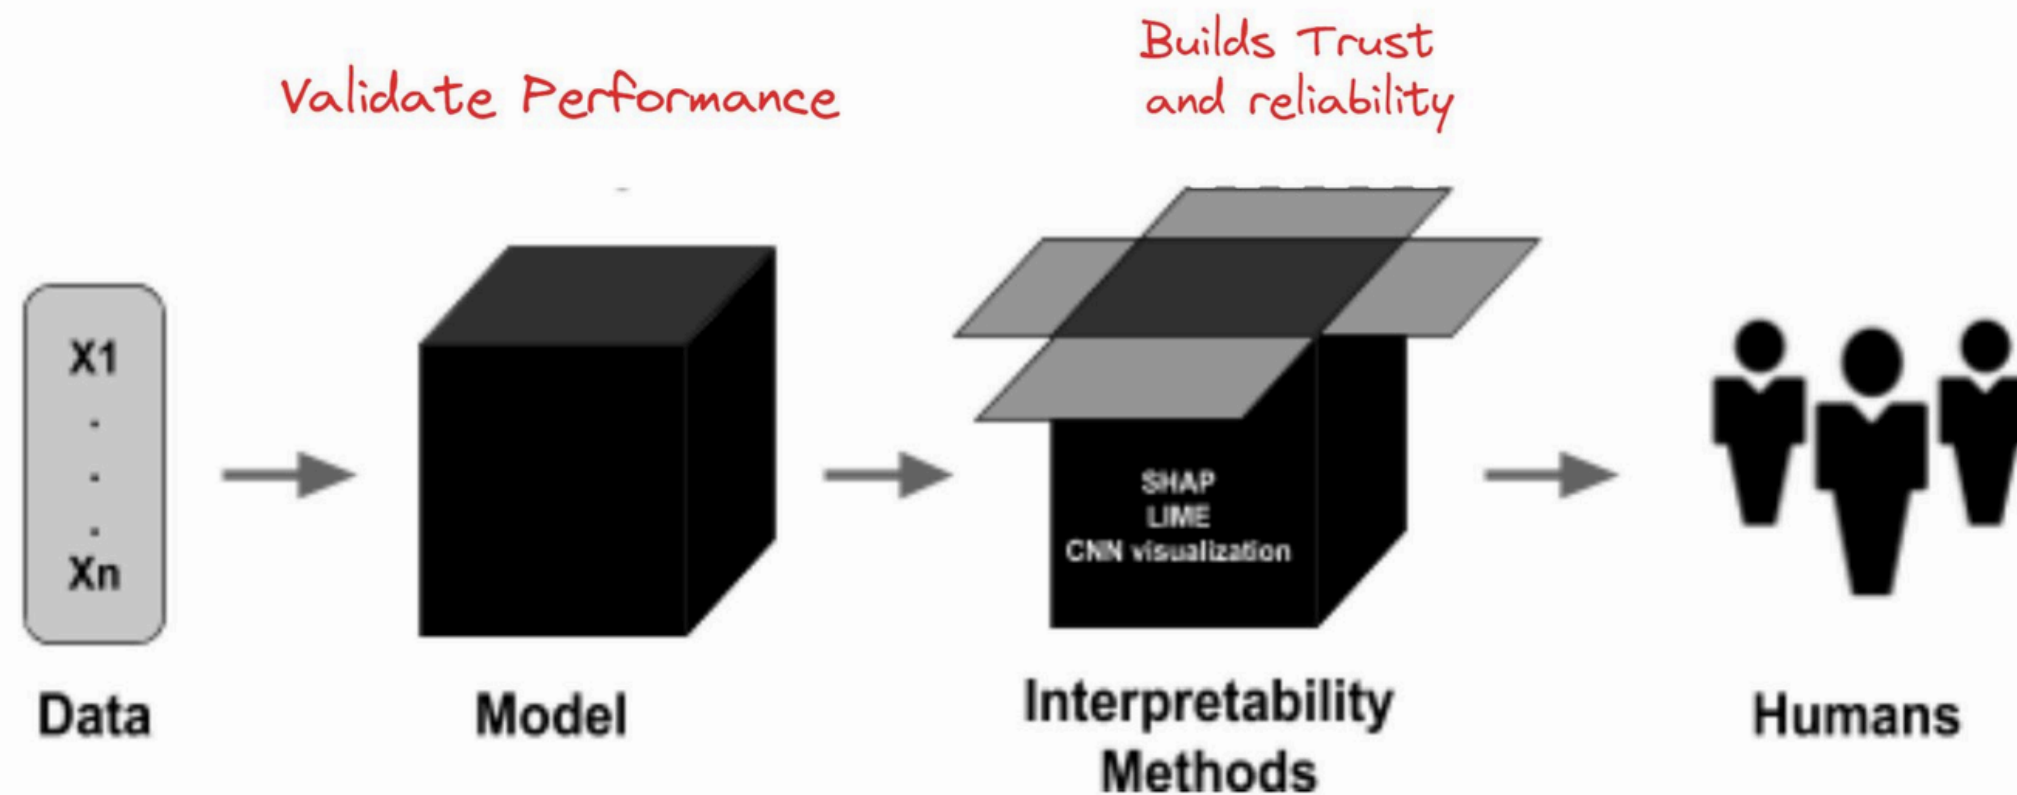 Validate Performance
Builds Trust
and reliability
X1
.
.
.
Xn
SHAP
LIME
CNN visualization
Data
Model
Interpretability
Methods
Humans